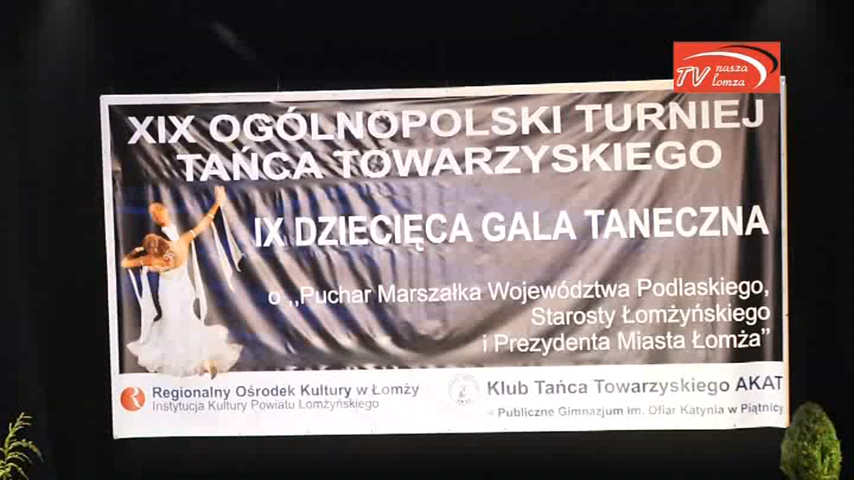 TV nasza
łomża
XIX OGÓLNOPOLSKI TURNIEJ
TAŃCA TOWARZYSKIEGO
IX DZIECIĘCA GALA TANECZNA
o ,,Puchar Marszałka Województwa Podlaskiego,
Starosty Łomżyńskiego
i Prezydenta Miasta Łomża”
Regionalny Ośrodek Kultury w Łomży
Instytucja Kultury Powiatu Łomżyńskiego
Klub Tańca Towarzyskiego AKAT
Publiczne Gimnazjum im. Ofiar Katynia w Piątnicy